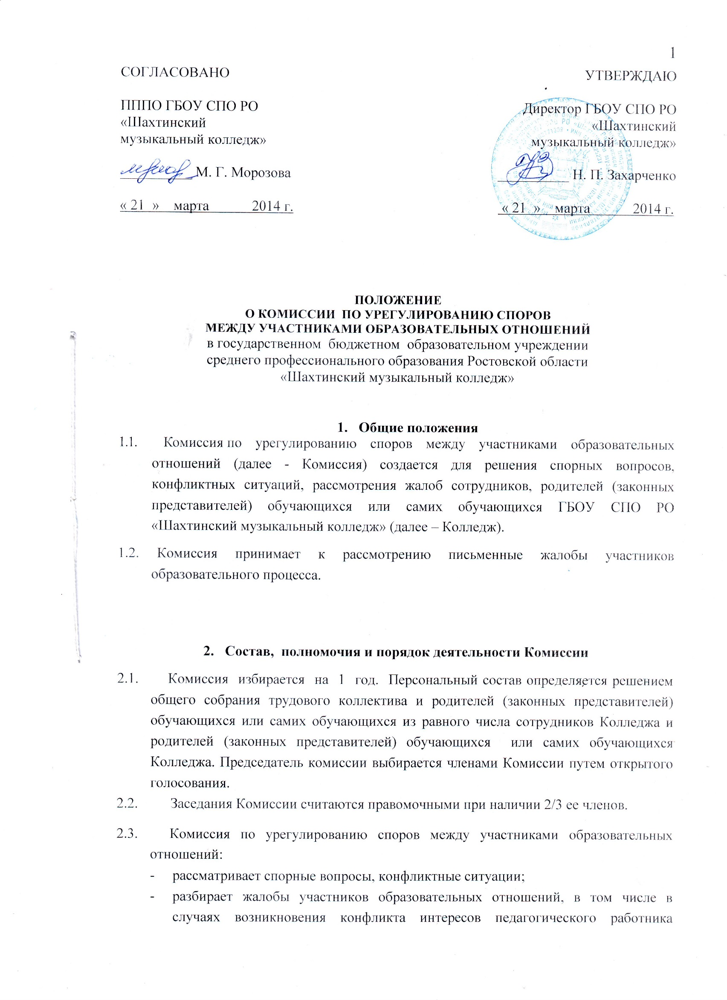 1
СОГЛАСОВАНО
ПППО ГБОУ СПО РО
«Шахтинский
музыкальный колледж»
М. Г. Морозова
« 21 » марта 2014 г.
УТВЕРЖДАЮ
Директор ГБОУ СПО РО
«Шахтинский
музыкальный колледж»
Н. П. Захарченко
« 21 » марта 2014 г.
ПОЛОЖЕНИЕ
О КОМИССИИ ПО УРЕГУЛИРОВАНИЮ СПОРОВ
МЕЖДУ УЧАСТНИКАМИ ОБРАЗОВАТЕЛЬНЫХ ОТНОШЕНИЙ
в государственном бюджетном образовательном учреждении
среднего профессионального образования Ростовской области
«Шахтинский музыкальный колледж»
1. Общие положения
1.1. Комиссия по урегулированию споров между участниками образовательных
отношений (далее - Комиссия) создается для решения спорных вопросов,
конфликтных ситуаций, рассмотрения жалоб сотрудников, родителей (законных
представителей) обучающихся или самих обучающихся ГБОУ СПО РО
«Шахтинский музыкальный колледж» (далее – Колледж).
1.2. Комиссия принимает к рассмотрению письменные жалобы участников
образовательного процесса.
2. Состав, полномочия и порядок деятельности Комиссии
2.1. Комиссия избирается на 1 год. Персональный состав определяется решением
общего собрания трудового коллектива и родителей (законных представителей)
обучающихся или самих обучающихся из равного числа сотрудников Колледжа и
родителей (законных представителей) обучающихся или самих обучающихся
Колледжа. Председатель комиссии выбирается членами Комиссии путем открытого
голосования.
2.2. Заседания Комиссии считаются правомочными при наличии 2/3 ее членов.
2.3. Комиссия по урегулированию споров между участниками образовательных
отношений:
- рассматривает спорные вопросы, конфликтные ситуации;
- разбирает жалобы участников образовательных отношений, в том числе в
случаях возникновения конфликта интересов педагогического работника